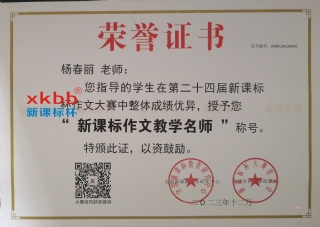 荣誉证书
杨春丽 老师：
您指导的学生在第二十四届新课标
杯作文大赛中整体成绩优异，授予您
“新课标作文教学名师”称号。
特颁此证，以资鼓励。
xkbb
新课标杯
二〇二三年十二月